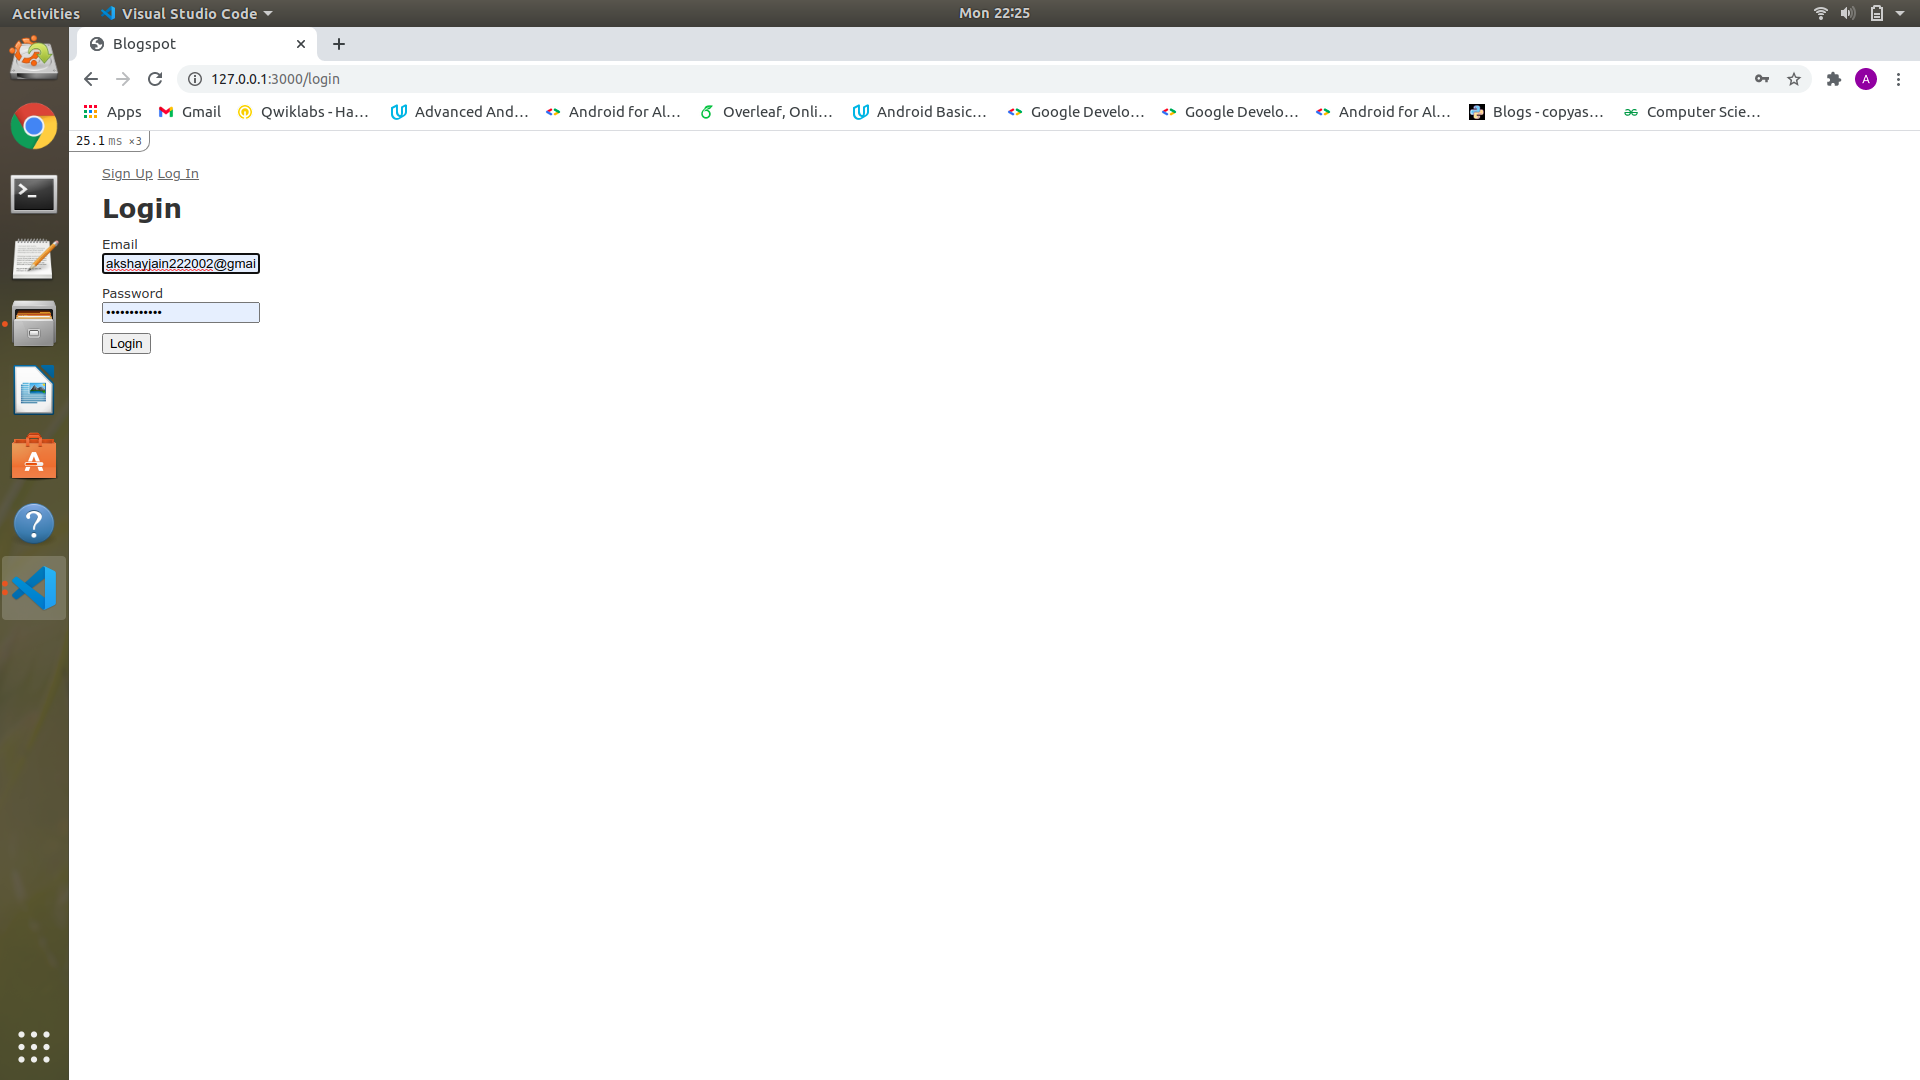 Activities Visual Studio Code Mon 22:25
Blogspot
127.0.0.1:3000/login A
Apps Gmail Qwiklabs - Ha… Advanced And… Android for Al… Overleaf, Onli… Android Basic… Google Develo… Google Develo… Android for Al… Blogs - copyas… Computer Scie…
25.1 ms ×3
Sign Up Log In
Login
Email
akshayjain222002@gmai
Password
••••••••••••
Login